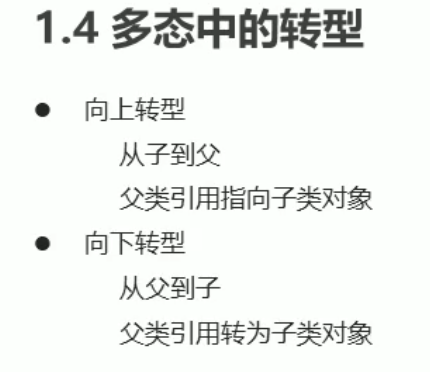 1.4 多态中的转型
● 向上转型
从子到父
父类引用指向子类对象
● 向下转型
从父到子
父类引用转为子类对象